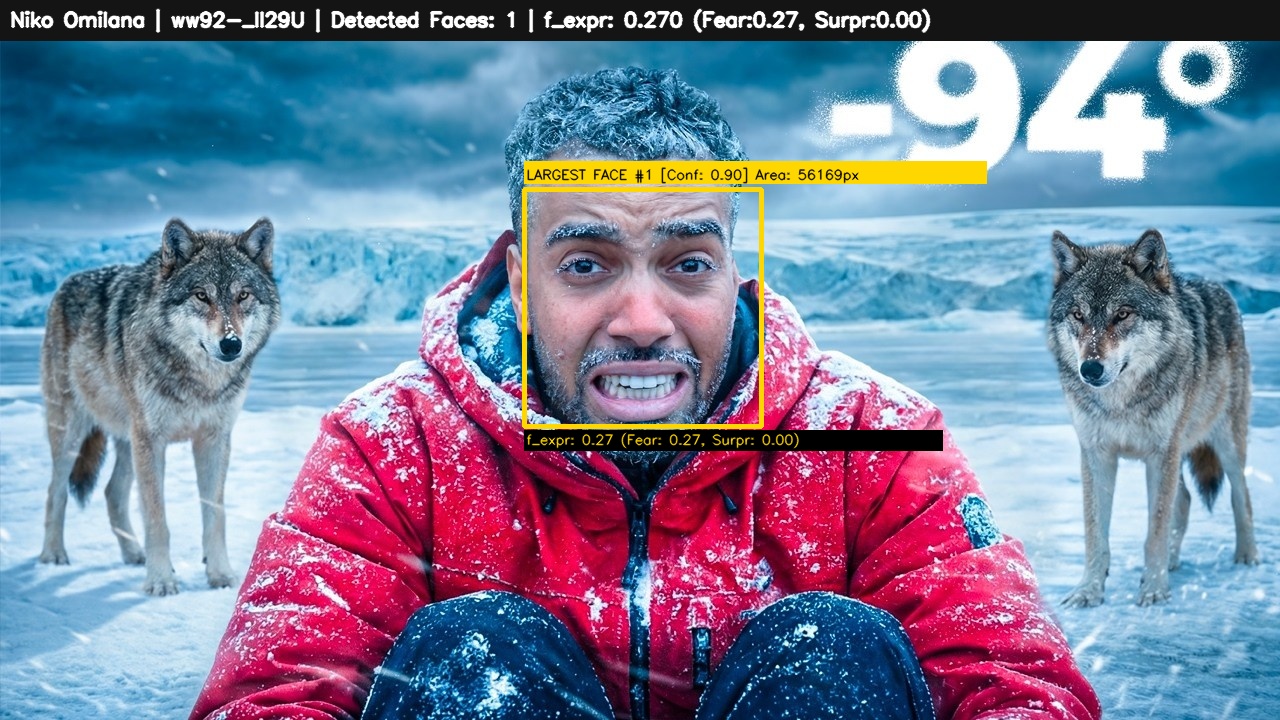 Niko Omilana | ww92-_II29U | Detected Faces: 1 | f_expr: 0.270 (Fear:0.27, Surpr:0.00)
-94°
LARGEST FACE #1 [Conf: 0.90] Area: 56169px
f_expr: 0.27 (Fear: 0.27, Surpr: 0.00)